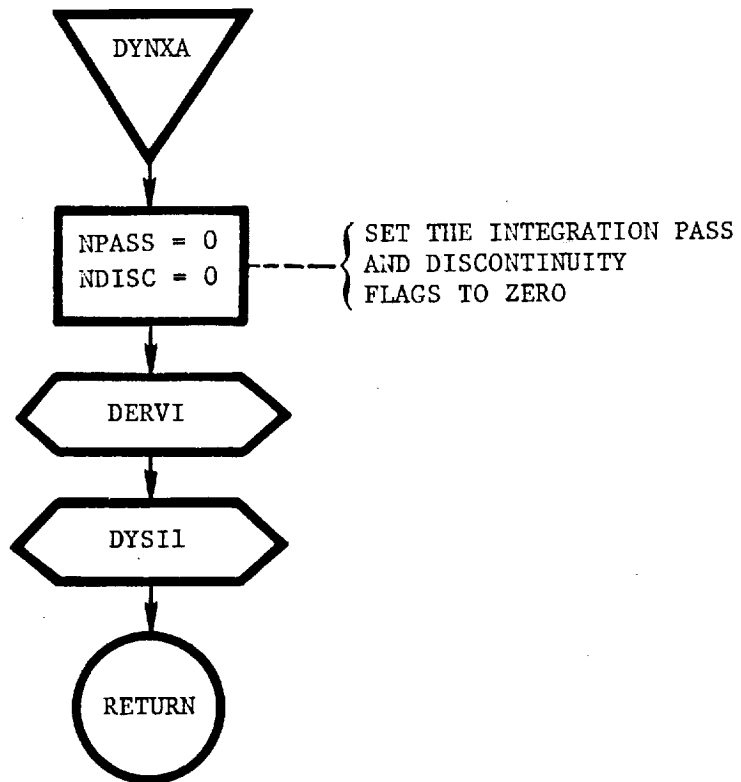 DYNXA
NPASS = 0
NDISC = 0
SET THE INTEGRATION PASS
AND DISCONTINUITY
FLAGS TO ZERO
DERVI
DYSI1
RETURN